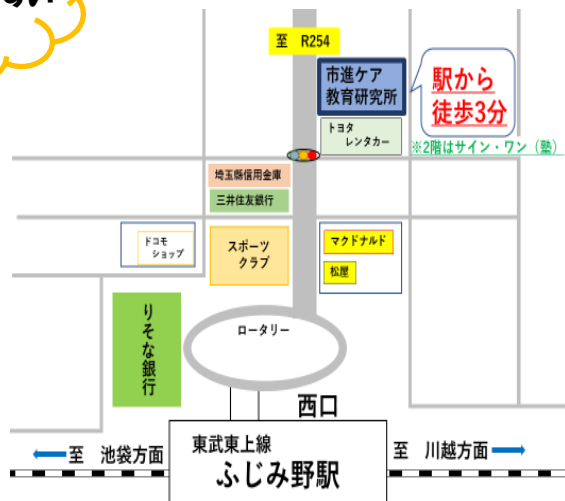 至 R254
市進ケア
教育研究所
駅から
徒歩3分
トヨタ
レンタカー
※2階はサイン・ワン（塾）
埼玉縣信用金庫
三井住友銀行
ドコモ
ショップ
スポーツ
クラブ
マクドナルド
松屋
りそな銀行
ロータリー
西口
至 池袋方面
東武東上線
ふじみ野駅
至 川越方面